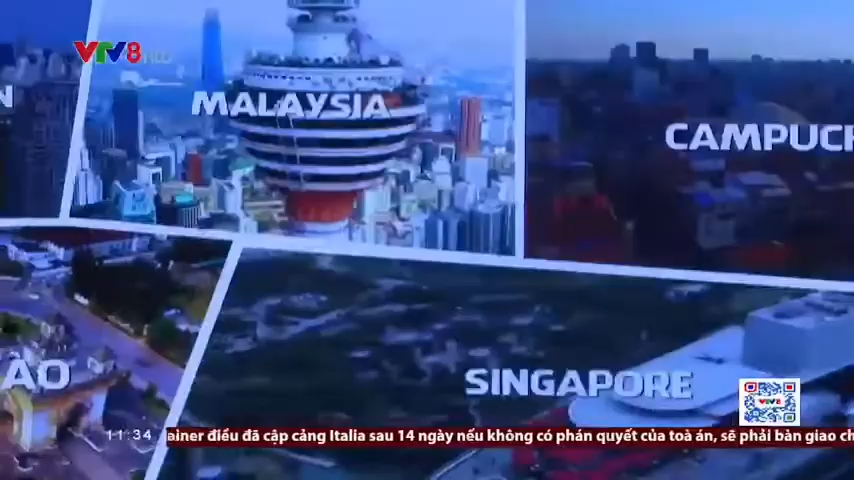 VTV8
MALAYSIA
CAMPUCH
ÀO
SINGAPORE
VTV8
11:34
ainer điều đã cập cảng Italia sau 14 ngày nếu không có phán quyết của toà án, sẽ phải bàn giao ch